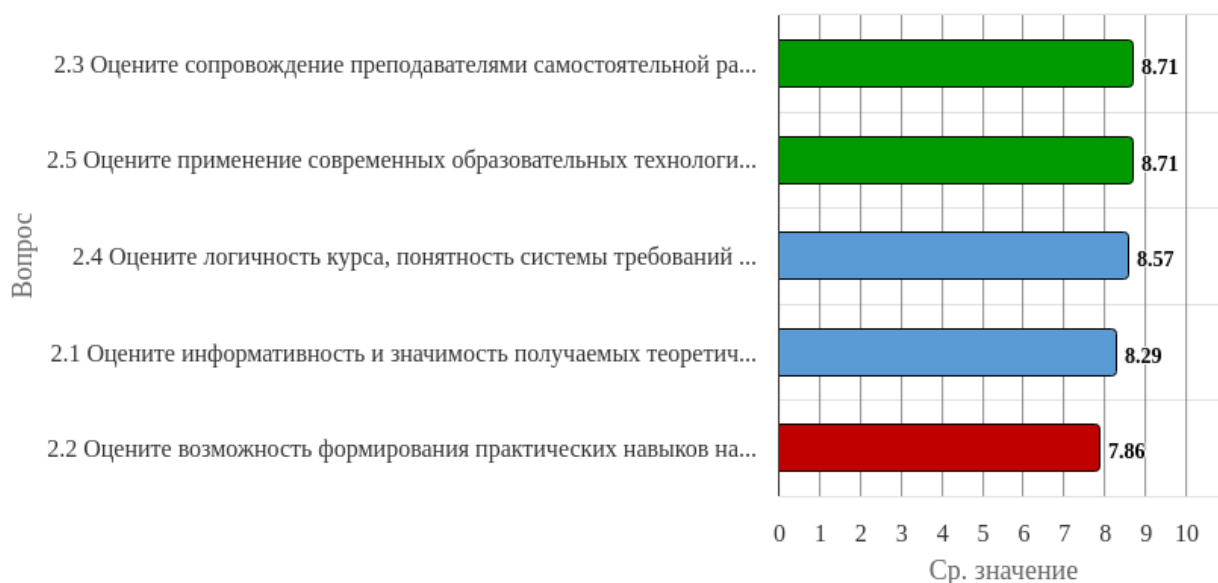 2.3 Оцените сопровождение преподавателями самостоятельной ра...
8.71
2.5 Оцените применение современных образовательных технологи...
8.71
2.4 Оцените логичность курса, понятность системы требований ...
8.57
2.1 Оцените информативность и значимость получаемых теоретич...
8.29
2.2 Оцените возможность формирования практических навыков на...
7.86
Вопрос
0 1 2 3 4 5 6 7 8 9 10
Ср. значение